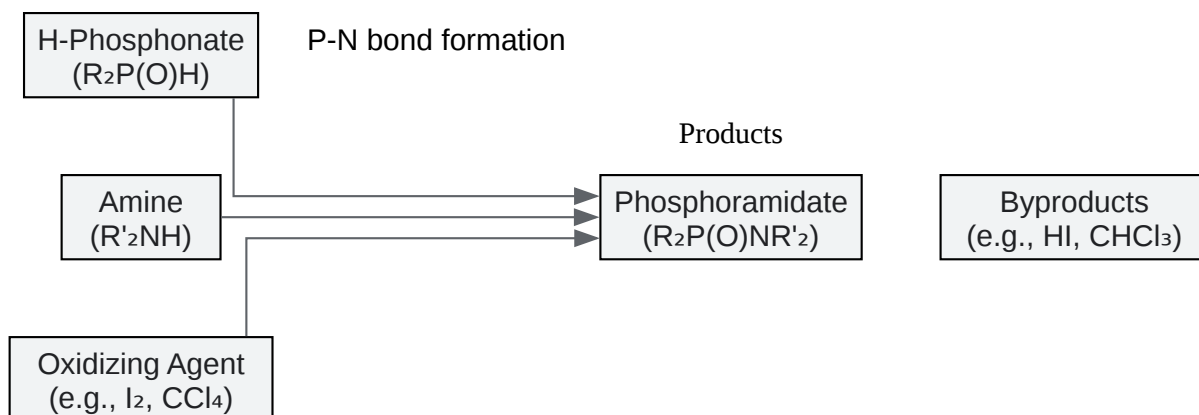 H-Phosphonate
(R₂P(O)H)
P-N bond formation
Products
Amine
(R'₂NH)
Phosphoramidate
(R₂P(O)NR'₂)
Byproducts
(e.g., HI, CHCl₃)
Oxidizing Agent
(e.g., I₂, CCl₄)